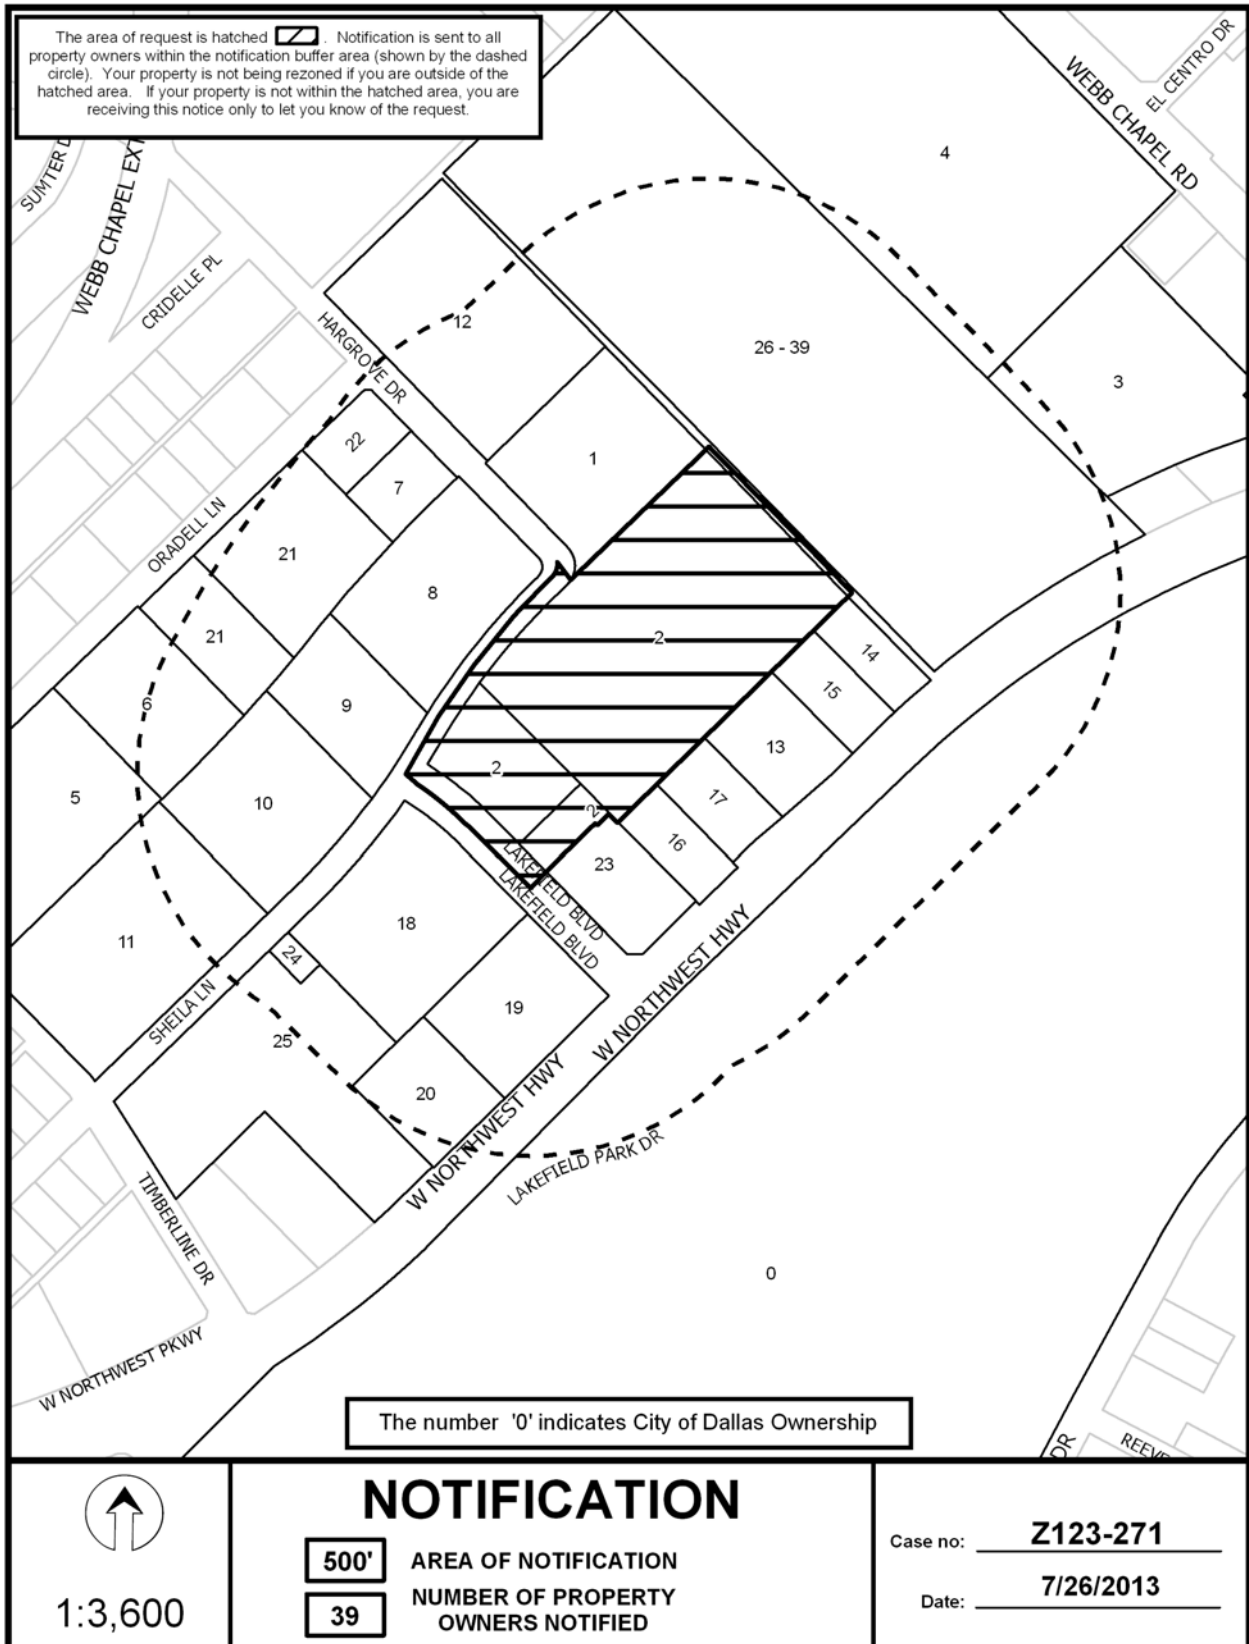 The area of request is hatched . Notification is sent to all
property owners within the notification buffer area (shown by the dashed
circle). Your property is not being rezoned if you are outside of the
hatched area. If your property is not within the hatched area, you are
receiving this notice only to let you know of the request.
EL CENTRO DR
WEBB CHAPEL RD
4
SUMTER
WEBB CHAPEL EXT
CRIDELLE PL
12
HARGROVE DR
26 - 39
3
22
1
7
ORADELL LN
21
8
21
2
14
15
6
9
13
2
5
10
17
2
16
23
LAKEFIELD BLVD
LAKEFIELD BLVD
18
11
24
W NORTHWEST HWY
SHEILA LN
19
25
20
W NORTHWEST HWY
LAKEFIELD PARK DR
TIMBERLINE DR
0
W NORTHWEST PKWY
The number '0' indicates City of Dallas Ownership
DR
REEVE
1:3,600
NOTIFICATION
500' AREA OF NOTIFICATION
39 NUMBER OF PROPERTY
OWNERS NOTIFIED
Case no: Z123-271
Date: 7/26/2013